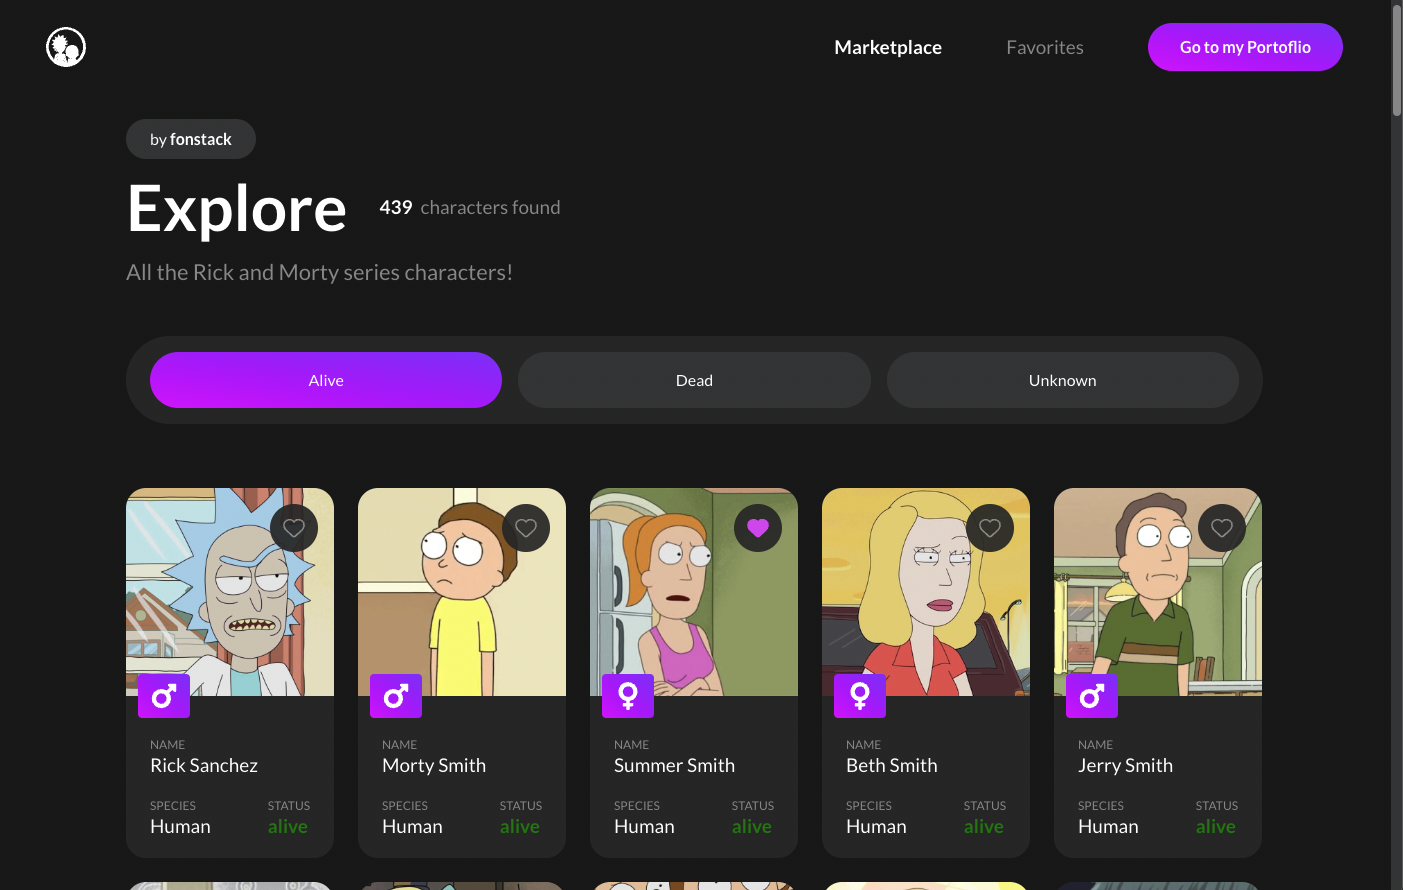 Marketplace
Favorites
Go to my Portoflio
by fonstack
Explore
439 characters found
All the Rick and Morty series characters!
Alive
Dead
Unknown
NAME
Rick Sanchez
SPECIES STATUS
Human alive
NAME
Morty Smith
SPECIES STATUS
Human alive
NAME
Summer Smith
SPECIES STATUS
Human alive
NAME
Beth Smith
SPECIES STATUS
Human alive
NAME
Jerry Smith
SPECIES STATUS
Human alive